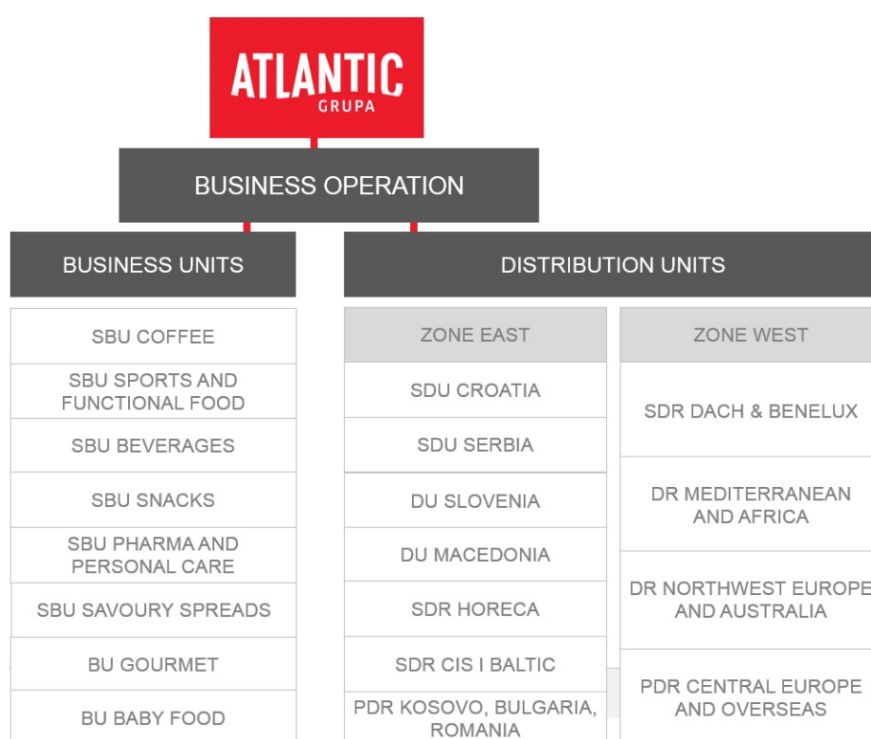 ATLANTIC
GRUPA
BUSINESS OPERATION
BUSINESS UNITS
SBU COFFEE
SBU SPORTS AND
FUNCTIONAL FOOD
SBU BEVERAGES
SBU SNACKS
SBU PHARMA AND
PERSONAL CARE
SBU SAVOURY SPREADS
BU GOURMET
BU BABY FOOD
DISTRIBUTION UNITS
ZONE EAST
SDU CROATIA
SDU SERBIA
DU SLOVENIA
DU MACEDONIA
SDR HORECA
SDR CIS I BALTIC
PDR KOSOVO, BULGARIA,
ROMANIA
ZONE WEST
SDR DACH & BENELUX
DR MEDITERRANEAN
AND AFRICA
DR NORTHWEST EUROPE
AND AUSTRALIA
PDR CENTRAL EUROPE
AND OVERSEAS